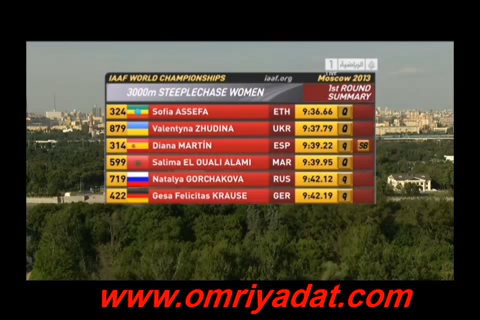 1 الرياضية
IAAF WORLD CHAMPIONSHIPS iaaf.org Moscow 2013
3000m STEEPLECHASE WOMEN 1st ROUND SUMMARY
324 Sofia ASSEFA ETH 9:36.66 Q
879 Valentyna ZHUDINA UKR 9:37.79 Q
314 Diana MARTÍN ESP 9:39.22 q SB
599 Salima EL OUALI ALAMI MAR 9:39.95 q
719 Natalya GORCHAKOVA RUS 9:42.12 q
422 Gesa Felicitas KRAUSE GER 9:42.19 q
www.omriyadat.com